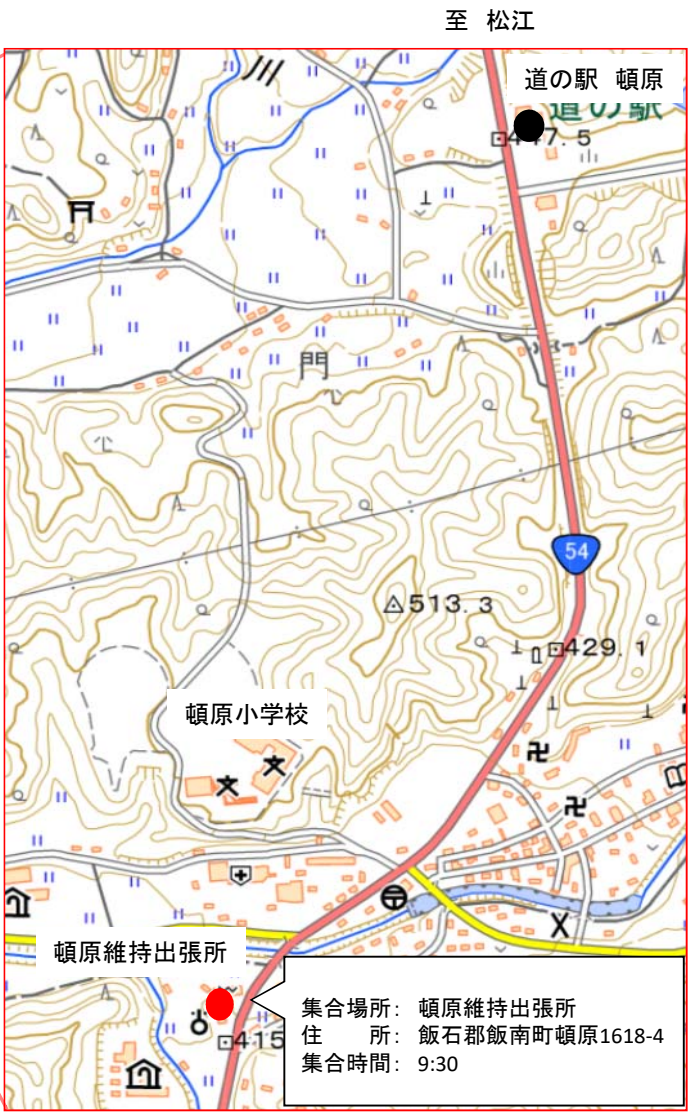 至 松江
川
道の駅 頓原
道の駅
447.5
門
54
513.3
429.1
頓原小学校
頓原維持出張所
集合場所： 頓原維持出張所
住　　所： 飯石郡飯南町頓原1618-4
集合時間： 9:30
415